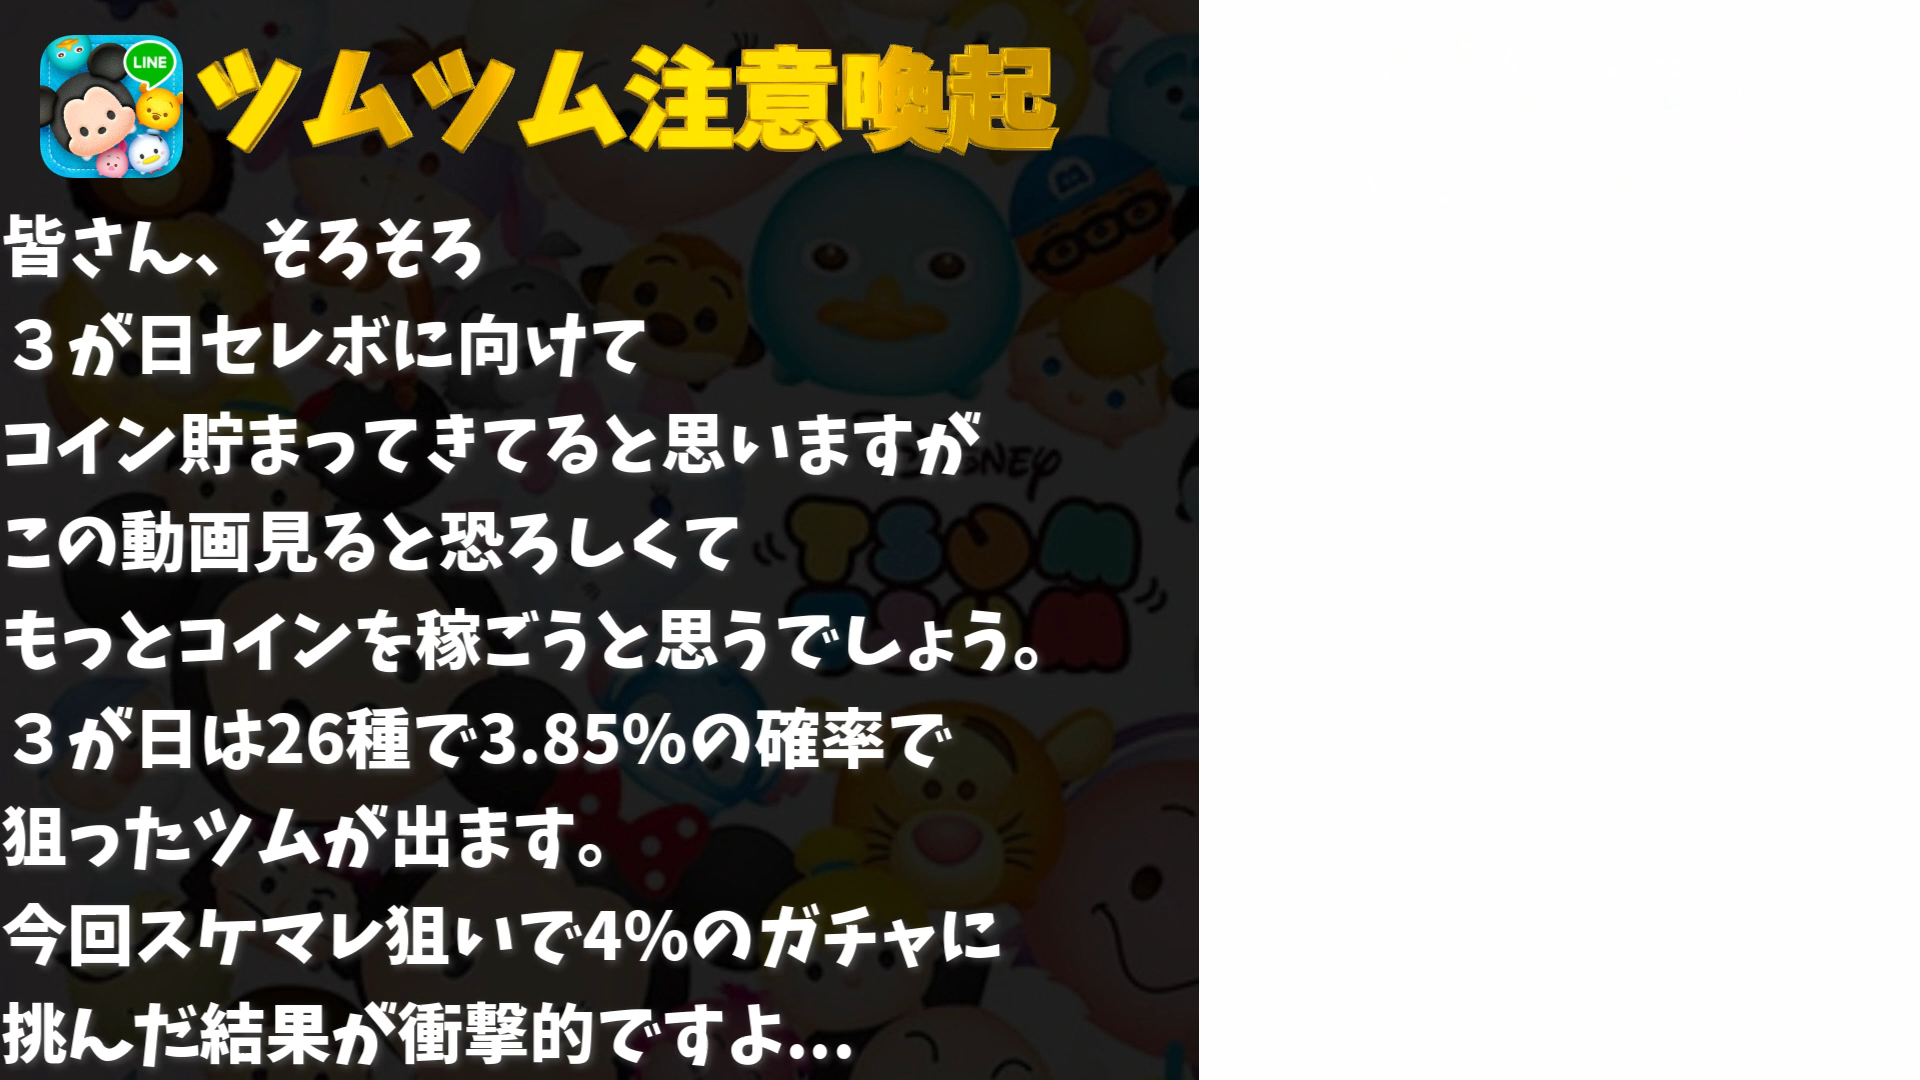 LINE
ツムツム注意喚起
皆さん、そろそろ
３が日セレボに向けて
コイン貯まってきてると思いますが
この動画見ると恐ろしくて
もっとコインを稼ごうと思うでしょう。
３が日は26種で3.85%の確率で
狙ったツムが出ます。
今回スケマレ狙いで4%のガチャに
挑んだ結果が衝撃的ですよ...
DISNEY
TSUM
TSUM